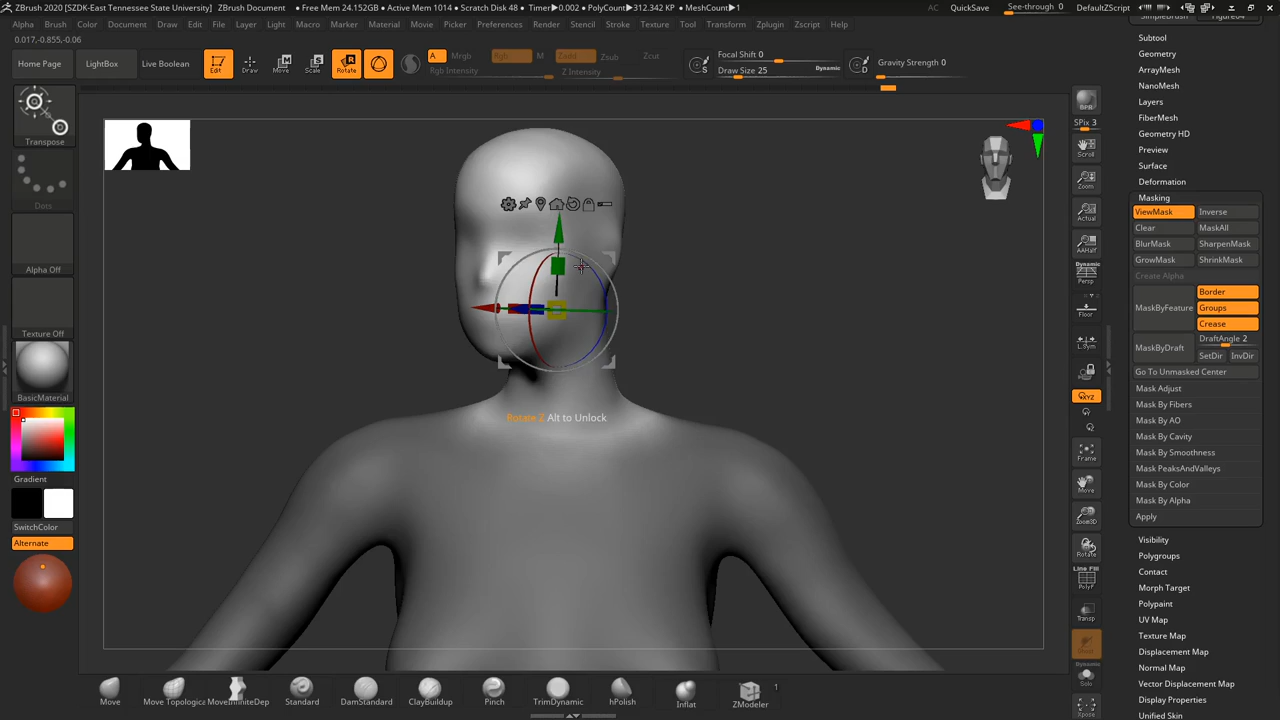 ZBrush 2020 [SZDK-East Tennessee State University] ZBrush Document • Free Mem 24.152GB • Active Mem 1014 • Scratch Disk 48 • Timer▶0.002 • PolyCount▶312.342 KP • MeshCount▶1 AC QuickSave See-through 0 Menus DefaultZScript
Alpha Brush Color Document Draw Edit File Layer Light Macro Marker Material Movie Picker Preferences Render Stencil Stroke Texture Tool Transform Zplugin Zscript Help
0.017,-0.855,-0.06
Home Page LightBox Live Boolean Edit Draw Move Scale Rotate A Mrgb Rgb M Zadd Zsub Zcut Focal Shift 0 Gravity Strength 0
Rgb Intensity Z Intensity S Draw Size 25 Dynamic D
Transpose
Dots
Alpha Off
Texture Off
BasicMaterial
Gradient
SwitchColor
Alternate
Rotate Z Alt to Unlock
BPR
SPix 3
Scroll
Zoom
Actual
AAHalf
Dynamic
Persp
Floor
L.Sym
XYZ
Frame
Move
Zoom3D
Rotate
Line Fill
PolyF
Transp
Dynamic
Solo
Xpose
SimpleBrush
Subtool
Geometry
ArrayMesh
NanoMesh
Layers
FiberMesh
Geometry HD
Preview
Surface
Deformation
Masking
ViewMask Inverse
Clear MaskAll
BlurMask SharpenMask
GrowMask ShrinkMask
Create Alpha
MaskByFeature Border
Groups
Crease
MaskByDraft DraftAngle 2
SetDir InvDir
Go To Unmasked Center
Mask Adjust
Mask By Fibers
Mask By AO
Mask By Cavity
Mask By Smoothness
Mask PeaksAndValleys
Mask By Color
Mask By Alpha
Apply
Visibility
Polygroups
Contact
Morph Target
Polypaint
UV Map
Texture Map
Displacement Map
Normal Map
Vector Displacement Map
Display Properties
Unified Skin
Move Move Topological MoveInfiniteDep Standard DamStandard ClayBuildup Pinch TrimDynamic hPolish Inflat ZModeler 1